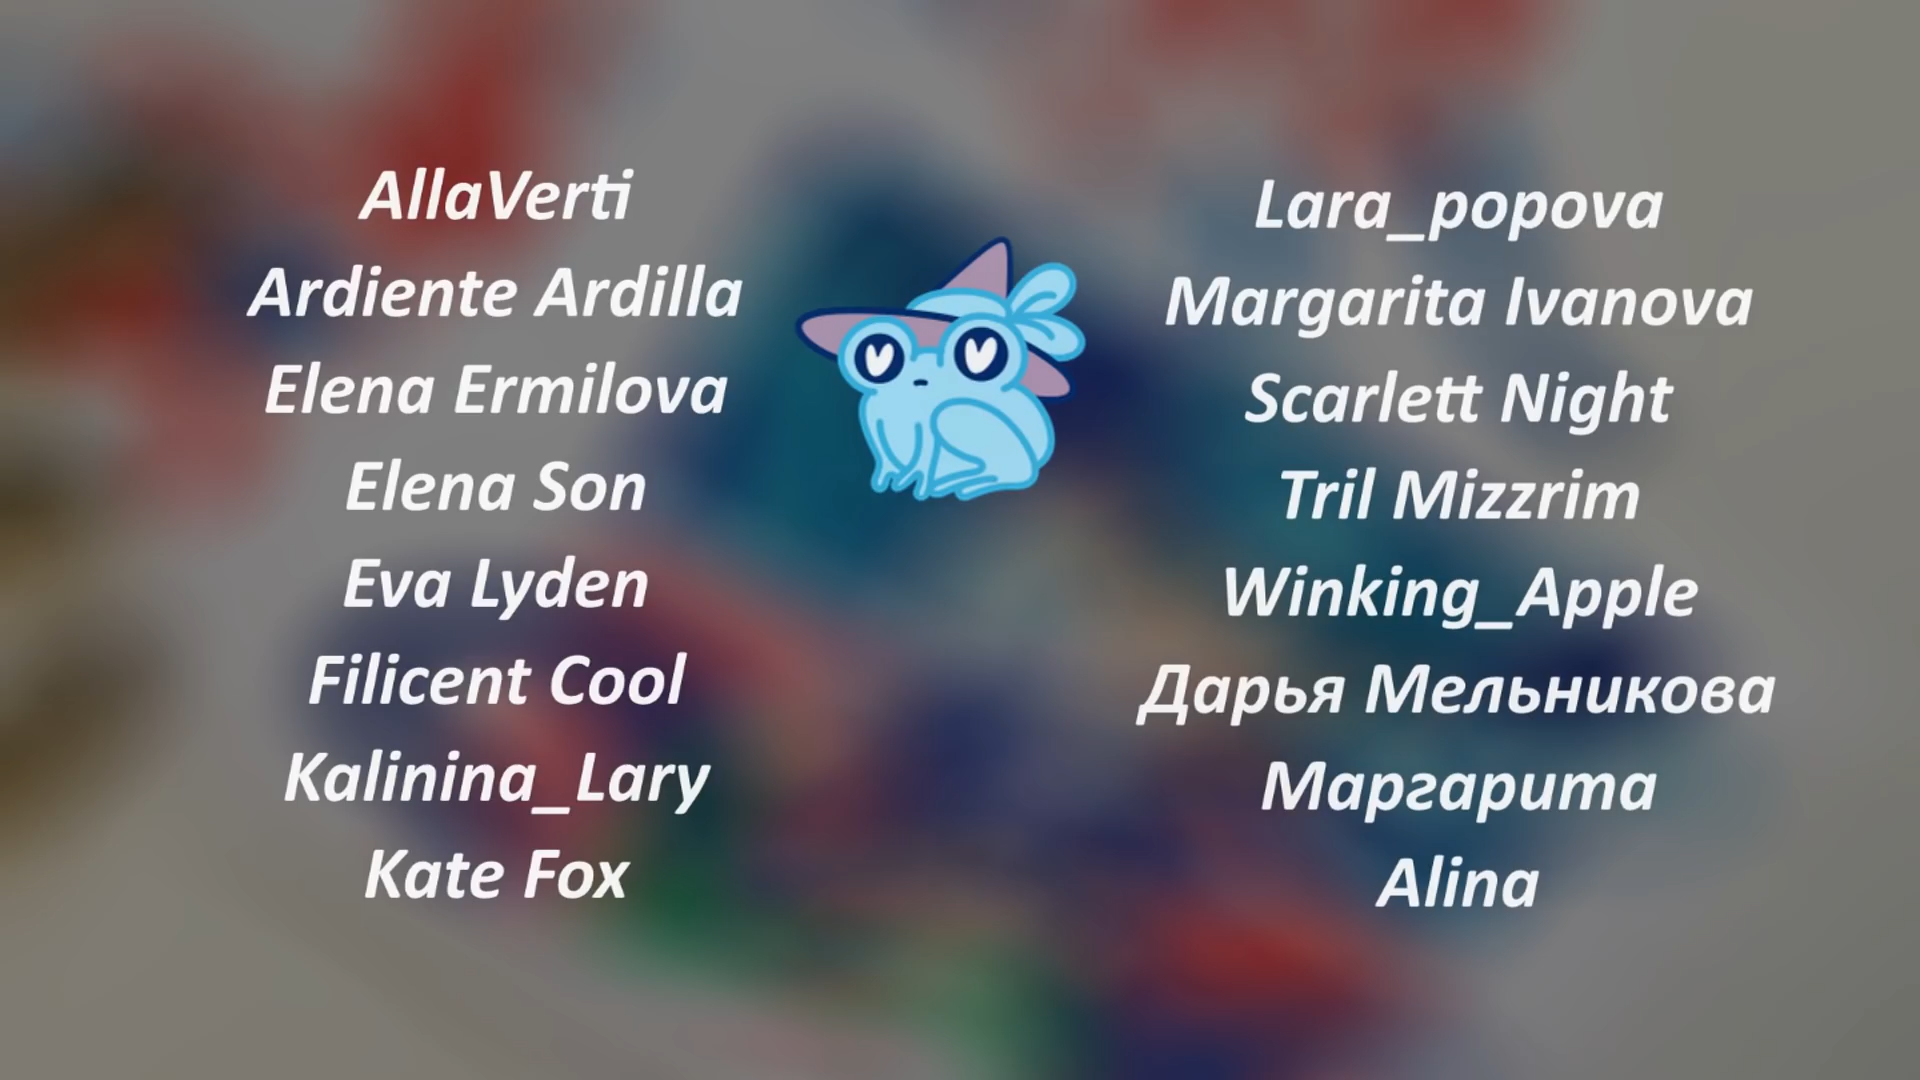 AllaVerti
Ardiente Ardilla
Elena Ermilova
Elena Son
Eva Lyden
Filicent Cool
Kalinina_Lary
Kate Fox
Lara_popova
Margarita Ivanova
Scarlett Night
Tril Mizzrim
Winking_Apple
Дарья Мельникова
Маргарита
Alina